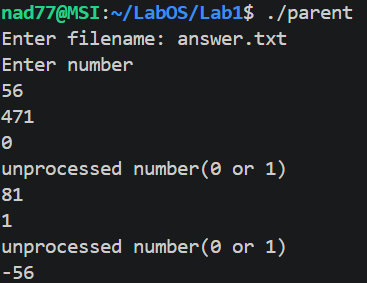 nad77@MSI:~/LabOS/Lab1$ ./parent
Enter filename: answer.txt
Enter number
56
471
0
unprocessed number(0 or 1)
81
1
unprocessed number(0 or 1)
-56